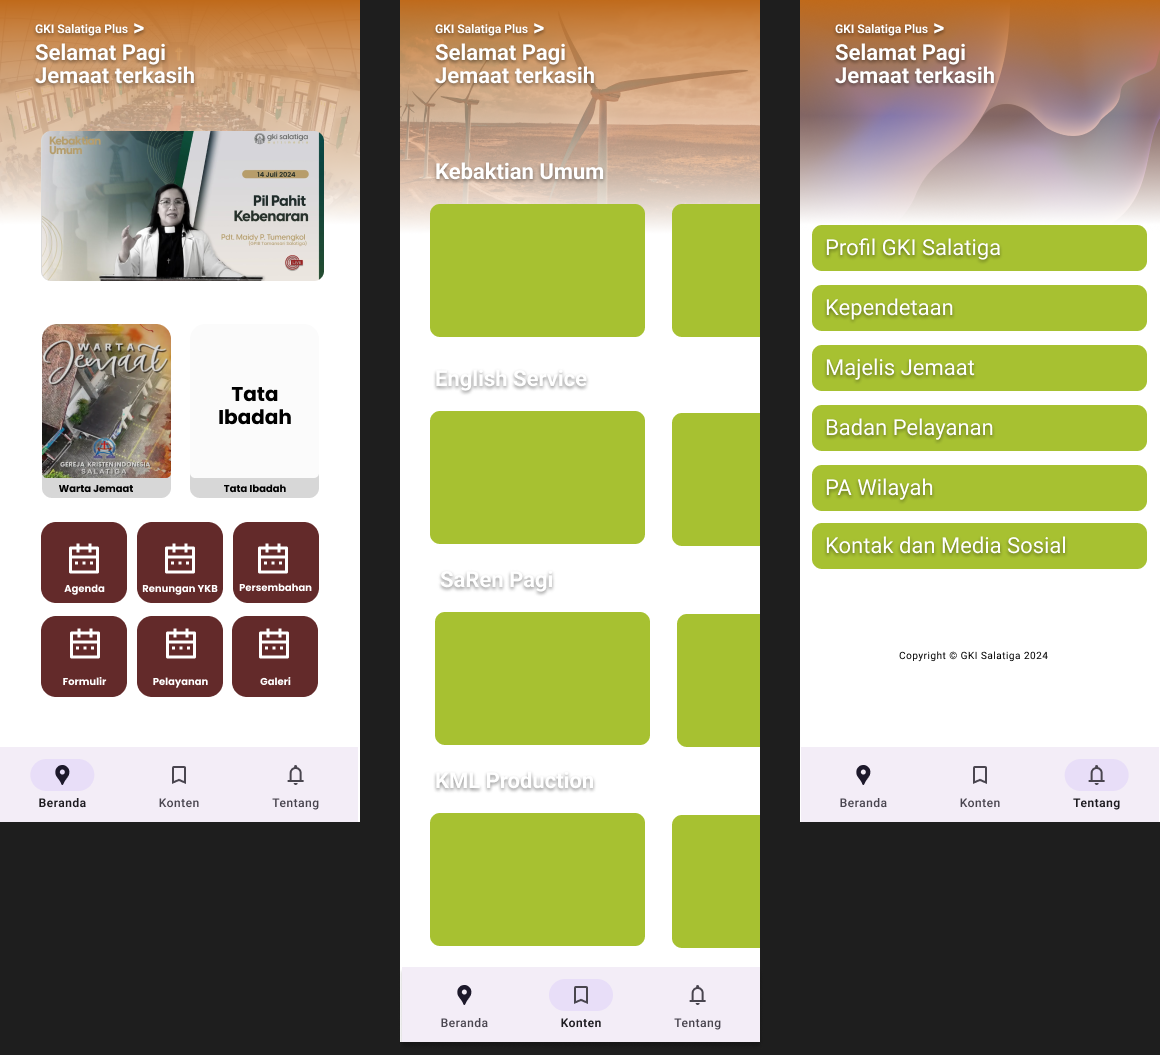 GKI Salatiga Plus >
Selamat Pagi
Jemaat terkasih
Kebaktian
Umum
gki salatiga
14 Juli 2024
Pil Pahit
Kebenaran
Pdt. Maidy P. Tumengkol
LIVE
WARTA
Jemaat
GEREJA KRISTEN INDONESIA
SALATIGA
Warta Jemaat
Tata
Ibadah
Tata Ibadah
Agenda
Renungan YKB
Persembahan
Formulir
Pelayanan
Galeri
Beranda
Konten
Tentang
GKI Salatiga Plus >
Selamat Pagi
Jemaat terkasih
Kebaktian Umum
English Service
SaRen Pagi
KML Production
Beranda
Konten
Tentang
GKI Salatiga Plus >
Selamat Pagi
Jemaat terkasih
Profil GKI Salatiga
Kependetaan
Majelis Jemaat
Badan Pelayanan
PA Wilayah
Kontak dan Media Sosial
Copyright © GKI Salatiga 2024
Beranda
Konten
Tentang